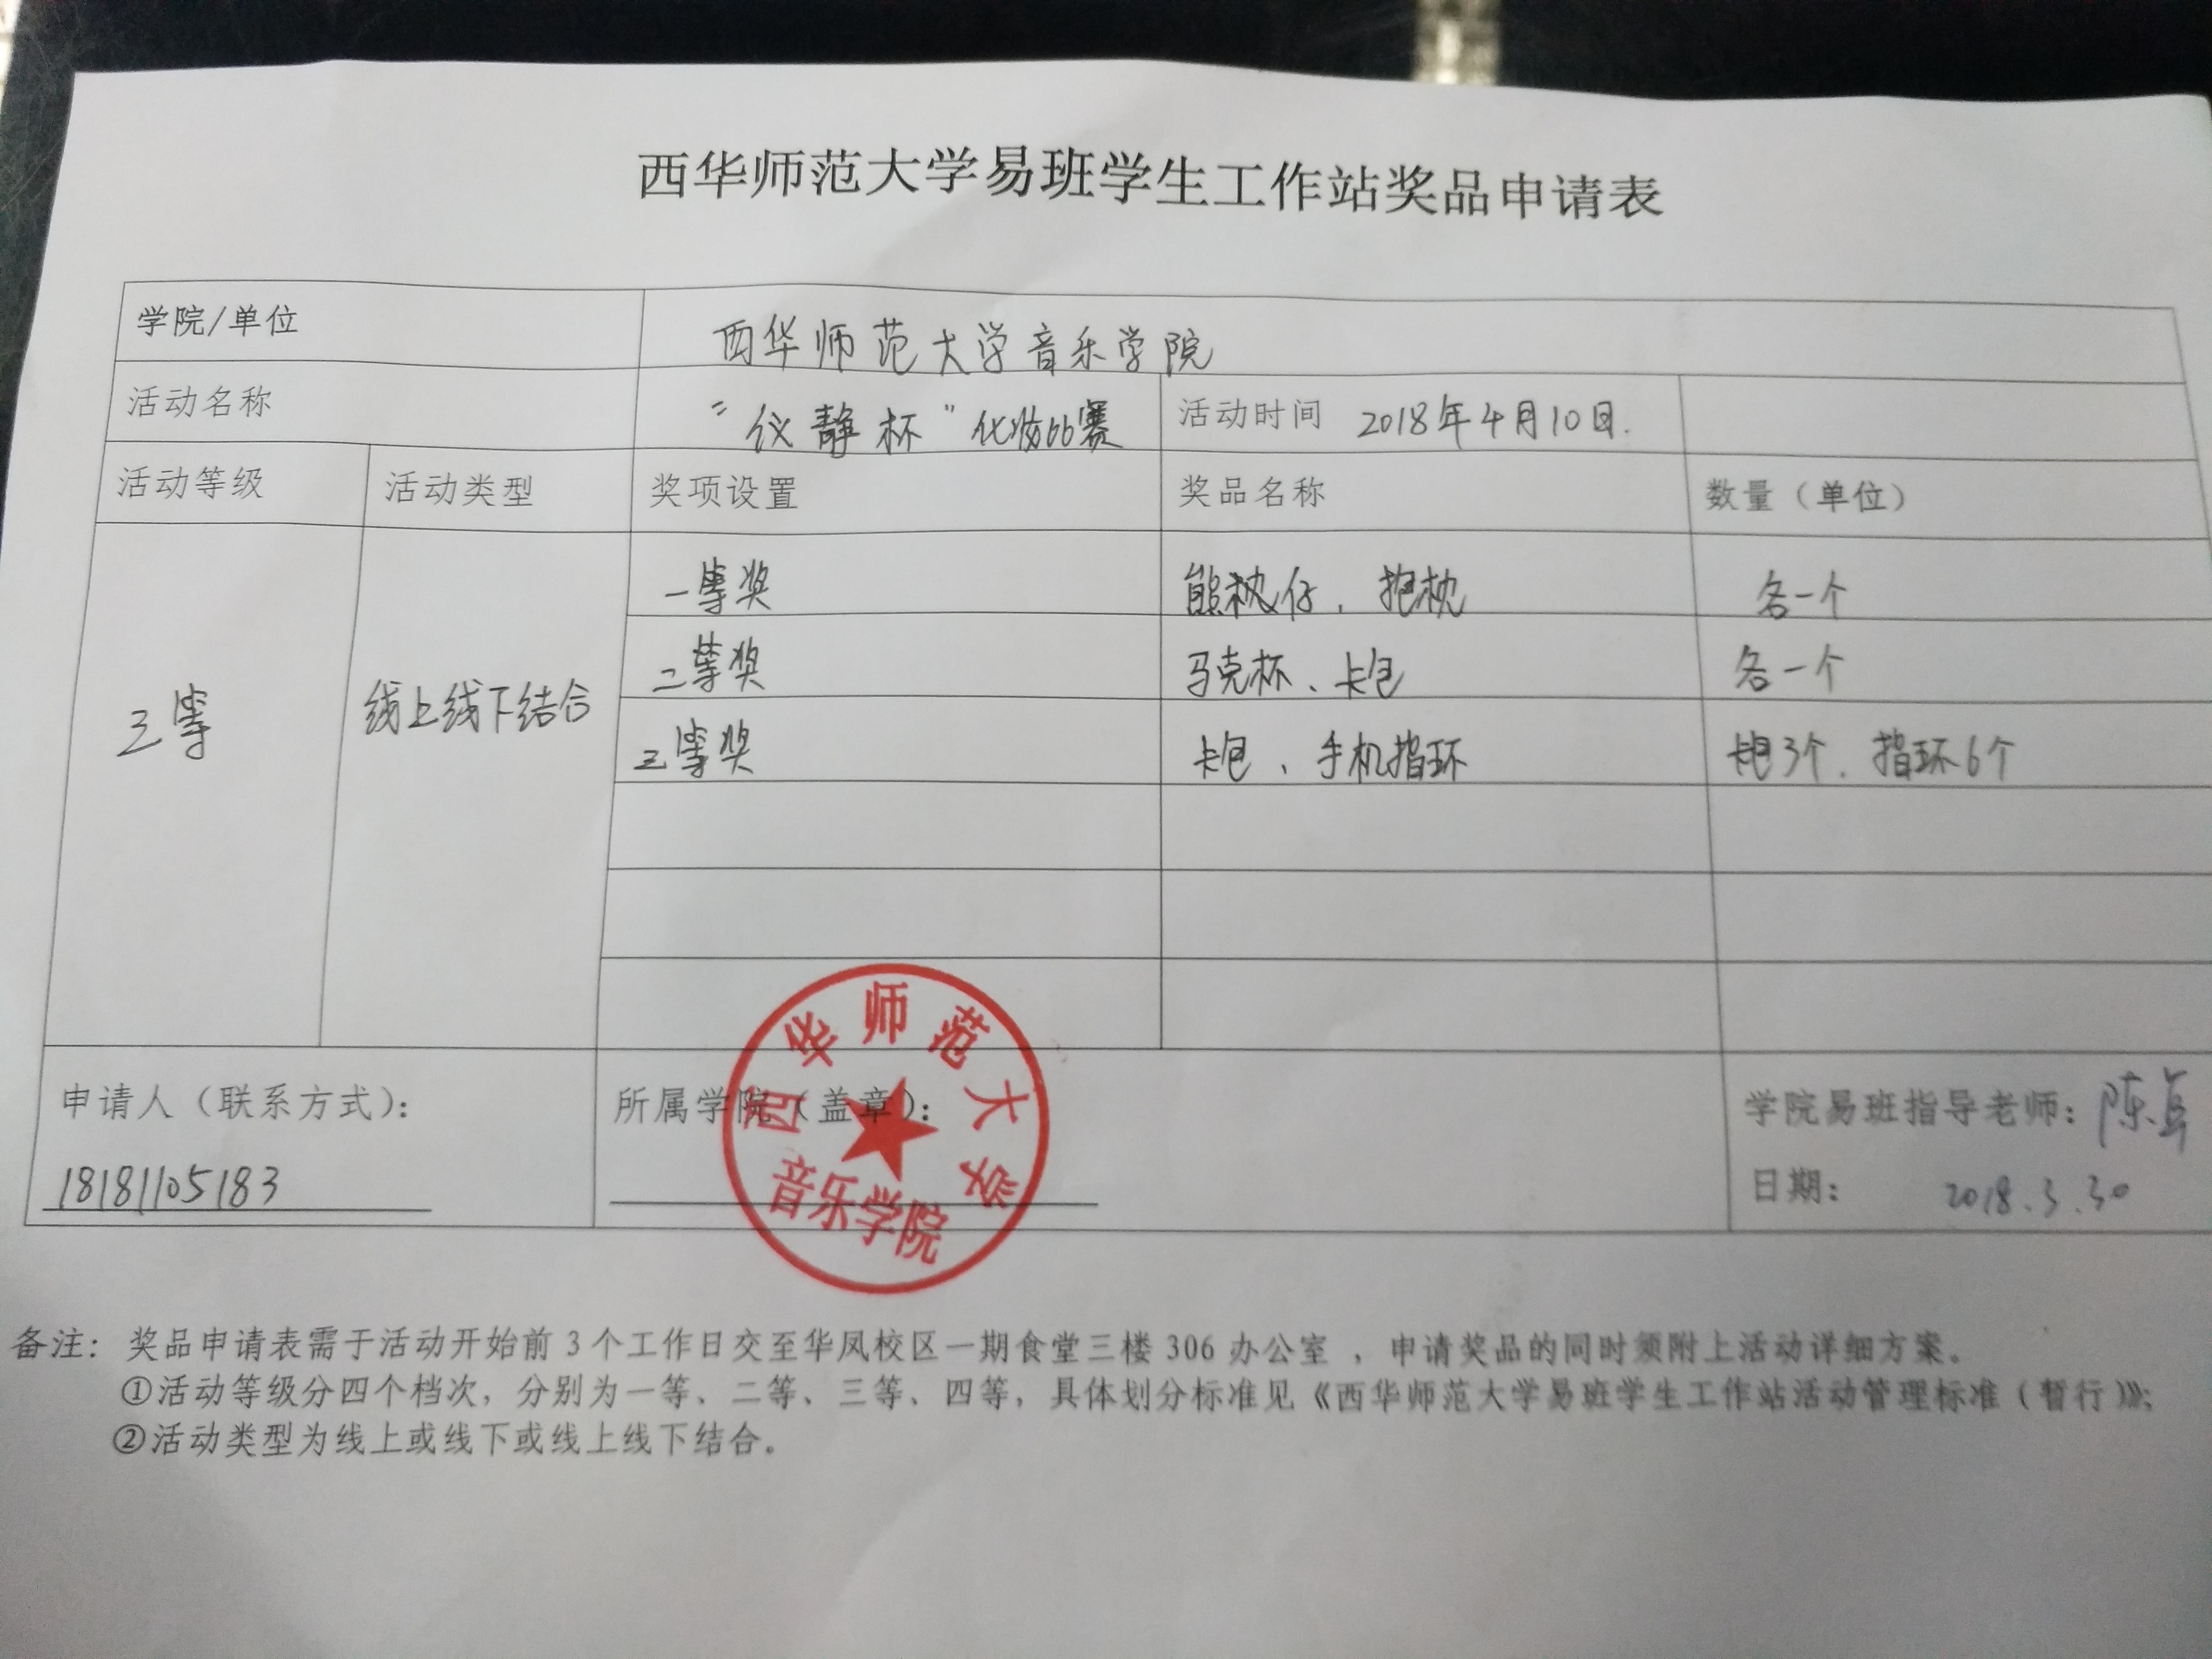 西华师范大学易班学生工作站奖品申请表
学院/单位 西华师范大学音乐学院
活动名称 “仪静杯”化妆比赛 活动时间 2018年4月10日.
活动等级 活动类型 奖项设置 奖品名称 数量（单位）
一等奖 熊 仔、抱枕 各一个
二等奖 马克杯、卡包 各一个
三等 线上线下结合
三等奖 卡包、手机指环 卡包3个、指环6个
西华师范大学
音乐学院
申请人（联系方式）： 所属学院（盖章）： 学院易班指导老师：陈
18181105183 日期： 2018.3.30
备注：奖品申请表需于活动开始前3个工作日交至华凤校区一期食堂三楼306办公室，申请奖品的同时须附上活动详细方案。
①活动等级分四个档次，分别为一等、二等、三等、四等，具体划分标准见《西华师范大学易班学生工作站活动管理标准（暂行）》；
②活动类型为线上或线下或线上线下结合。